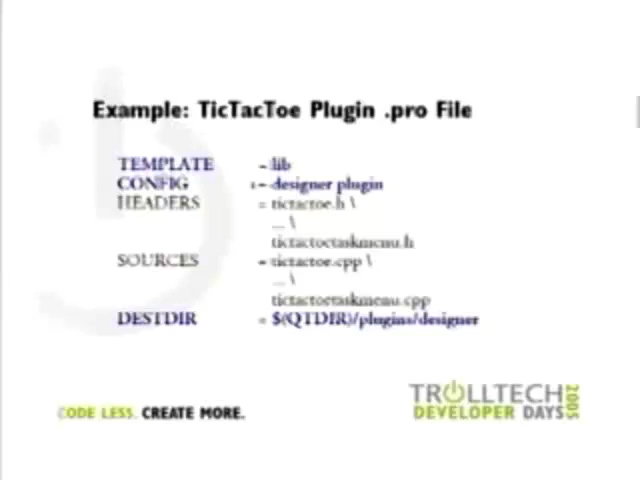 Example: TicTacToe Plugin .pro File
TEMPLATE = lib
CONFIG += designer plugin
HEADERS = tictactoe.h \
... \
tictactoetaskmenu.h
SOURCES = tictactoe.cpp \
... \
tictactoetaskmenu.cpp
DESTDIR = $(QTDIR)/plugins/designer
CODE LESS. CREATE MORE.
TROLLTECH
DEVELOPER DAYS 2005